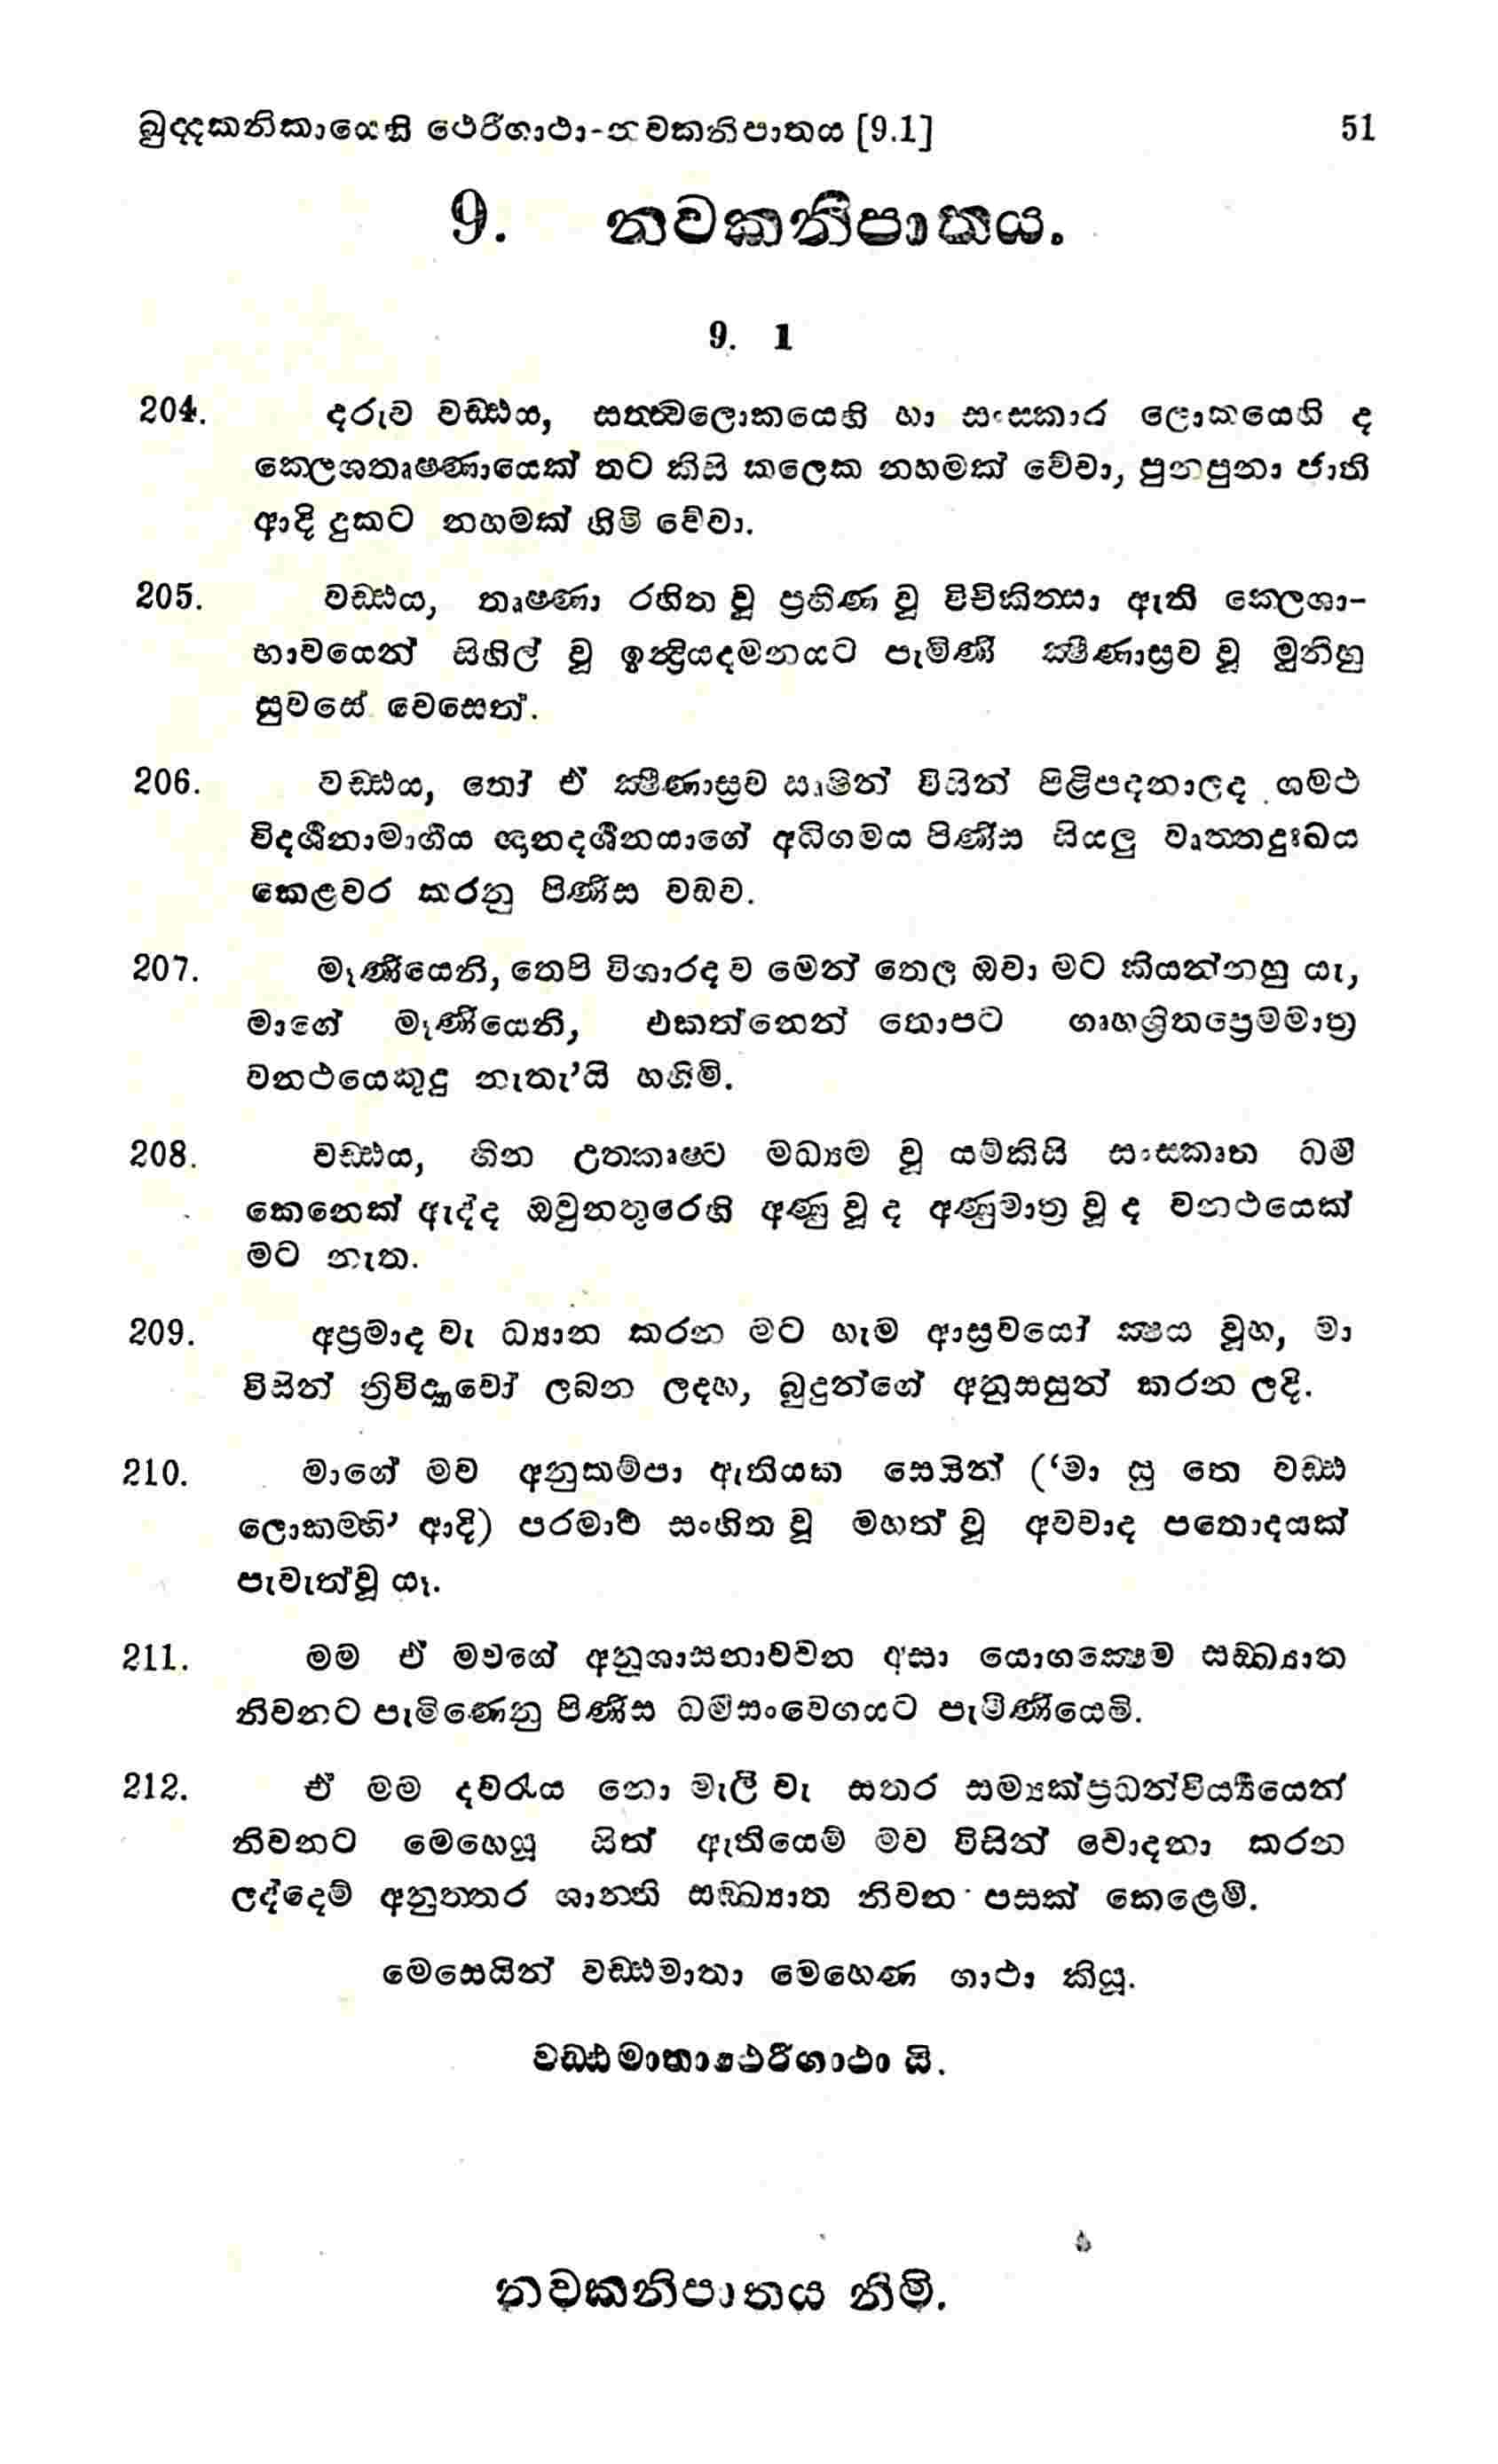 ඛුද්දකනිකායෙහි ථෙරීගාථා-නවකනිපාතය [9.1] 51
9. නවකනිපාතය.
9. 1
204. දරුව වඩ්ඪය, සත්ත්වලොකයෙහි හා සංස්කාර ලොකයෙහි ද
කෙලශතෘෂ්ණායෙක් තට කිසි කලෙක නහමක් වේවා, පුනපුනා ජාති
ආදි දුකට නහමක් හිමි වේවා.
205. වඩ්ඪය, තෘෂ්ණා රහිත වූ ප්‍රහිණ වූ විචිකිත්සා ඇති කෙලශා-
භාවයෙන් සිහිල් වූ ඉන්ද්‍රියදමනයට පැමිණි ක්ෂීණාස්‍රව වූ මුනිහු
සුවසේ වෙසෙත්.
206. වඩ්ඪය, තෝ ඒ ක්ෂීණාස්‍රව ඍෂීන් විසින් පිළිපදනාලද ශමථ
විදර්‍ශනාමාර්‍ගය ඥානදර්‍ශනයාගේ අධිගමය පිණිස සියලු වෘත්තදුඃඛය
කෙළවර කරනු පිණිස වඩව.
207. මෑණියෙනි, තෙපි විශාරද ව මෙන් තෙල ඔවා මට කියන්නහු යැ,
මාගේ මෑණියෙනි, එකත්නෙන් තොපට ගෘහශ්‍රිතප්‍රෙමමාත්‍ර
වනථයෙකුදු නැතැ’යි හඟිමි.
208. වඩ්ඪය, හීන උත්කෘෂ්ට මධ්‍යම වූ යම්කිසි සංස්කෘත ධර්‍ම
කෙනෙක් ඇද්ද ඔවුනතුරෙහි අණු වූ ද අණුමාත්‍ර වූ ද වනථයෙක්
මට නැත.
209. අප්‍රමාද වැ ධ්‍යාන කරන මට හැම ආස්‍රවයෝ ක්ෂය වූහ, මා
විසින් ත්‍රිවිද්‍යාවෝ ලබන ලදහ, බුදුන්ගේ අනුසසුන් කරන ලදි.
210. මාගේ මව අනුකම්පා ඇතියක සෙයින් (‘මා සු තෙ වඩ්ඪ
ලොකම්හි’ ආදි) පරමාර්‍ථ සංහිත වූ මහත් වූ අවවාද පතොදයක්
පැවැත්වූ යැ.
211. මම ඒ මවගේ අනුශාසනාවචන අසා යොගක්ෂෙම සඞ්ඛ්‍යාත
නිවනට පැමිණෙනු පිණිස ධර්‍මසංවෙගයට පැමිණියෙමි.
212. ඒ මම දවරැය නො මැලි වැ සතර සම්‍යක්ප්‍රධන්වීර්‍ය්‍යයෙන්
නිවනට මෙහෙයූ සිත් ඇතියෙම් මව විසින් චොදනා කරන
ලද්දෙම් අනුත්තර ශාන්ති සඞ්ඛ්‍යාත නිවන පසක් කෙළෙමි.
මෙසෙයින් වඩ්ඪමාතා මෙහෙණ ගාථා කියූ.
වඩ්ඪමාතාථෙරීගාථා යි.
නවකනිපාතය නිමි.